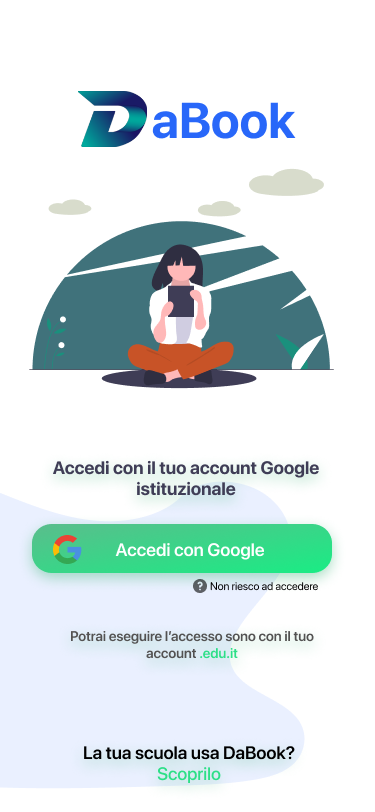 DaBook
Accedi con il tuo account Google
istituzionale
Accedi con Google
? Non riesco ad accedere
Potrai eseguire l'accesso sono con il tuo
account .edu.it
La tua scuola usa DaBook?
Scoprilo